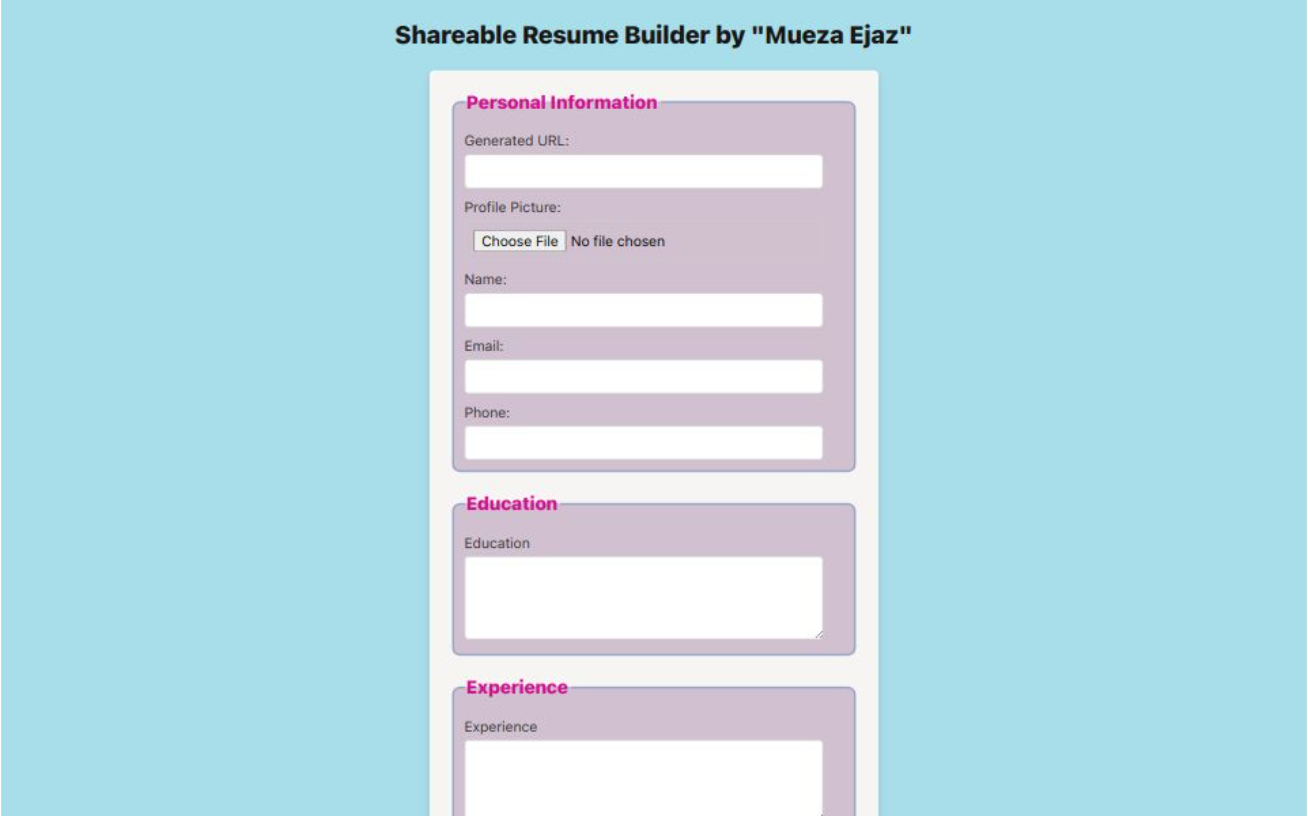 Shareable Resume Builder by "Mueza Ejaz"
Personal Information
Generated URL:
Profile Picture:
Choose File No file chosen
Name:
Email:
Phone:
Education
Education
Experience
Experience